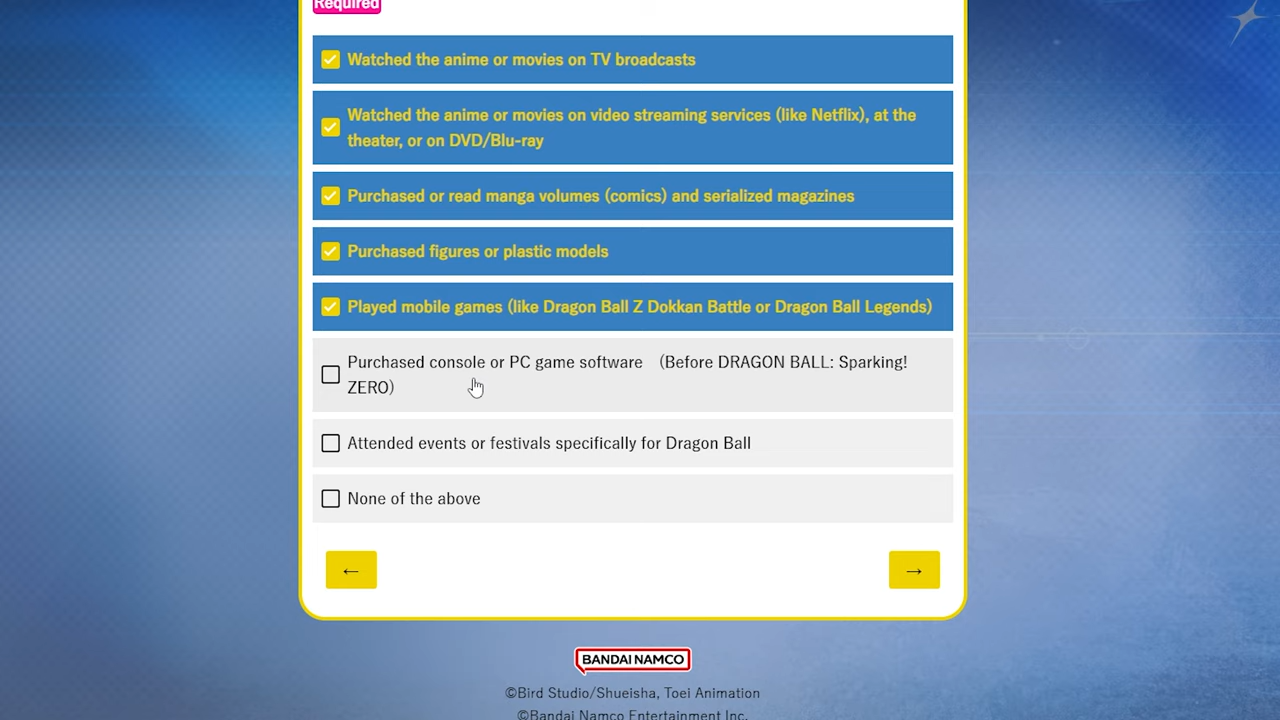 Required
Watched the anime or movies on TV broadcasts
Watched the anime or movies on video streaming services (like Netflix), at the
theater, or on DVD/Blu-ray
Purchased or read manga volumes (comics) and serialized magazines
Purchased figures or plastic models
Played mobile games (like Dragon Ball Z Dokkan Battle or Dragon Ball Legends)
Purchased console or PC game software （Before DRAGON BALL: Sparking!
ZERO）
Attended events or festivals specifically for Dragon Ball
None of the above
← →
BANDAI NAMCO
©Bird Studio/Shueisha, Toei Animation
©Bandai Namco Entertainment Inc.